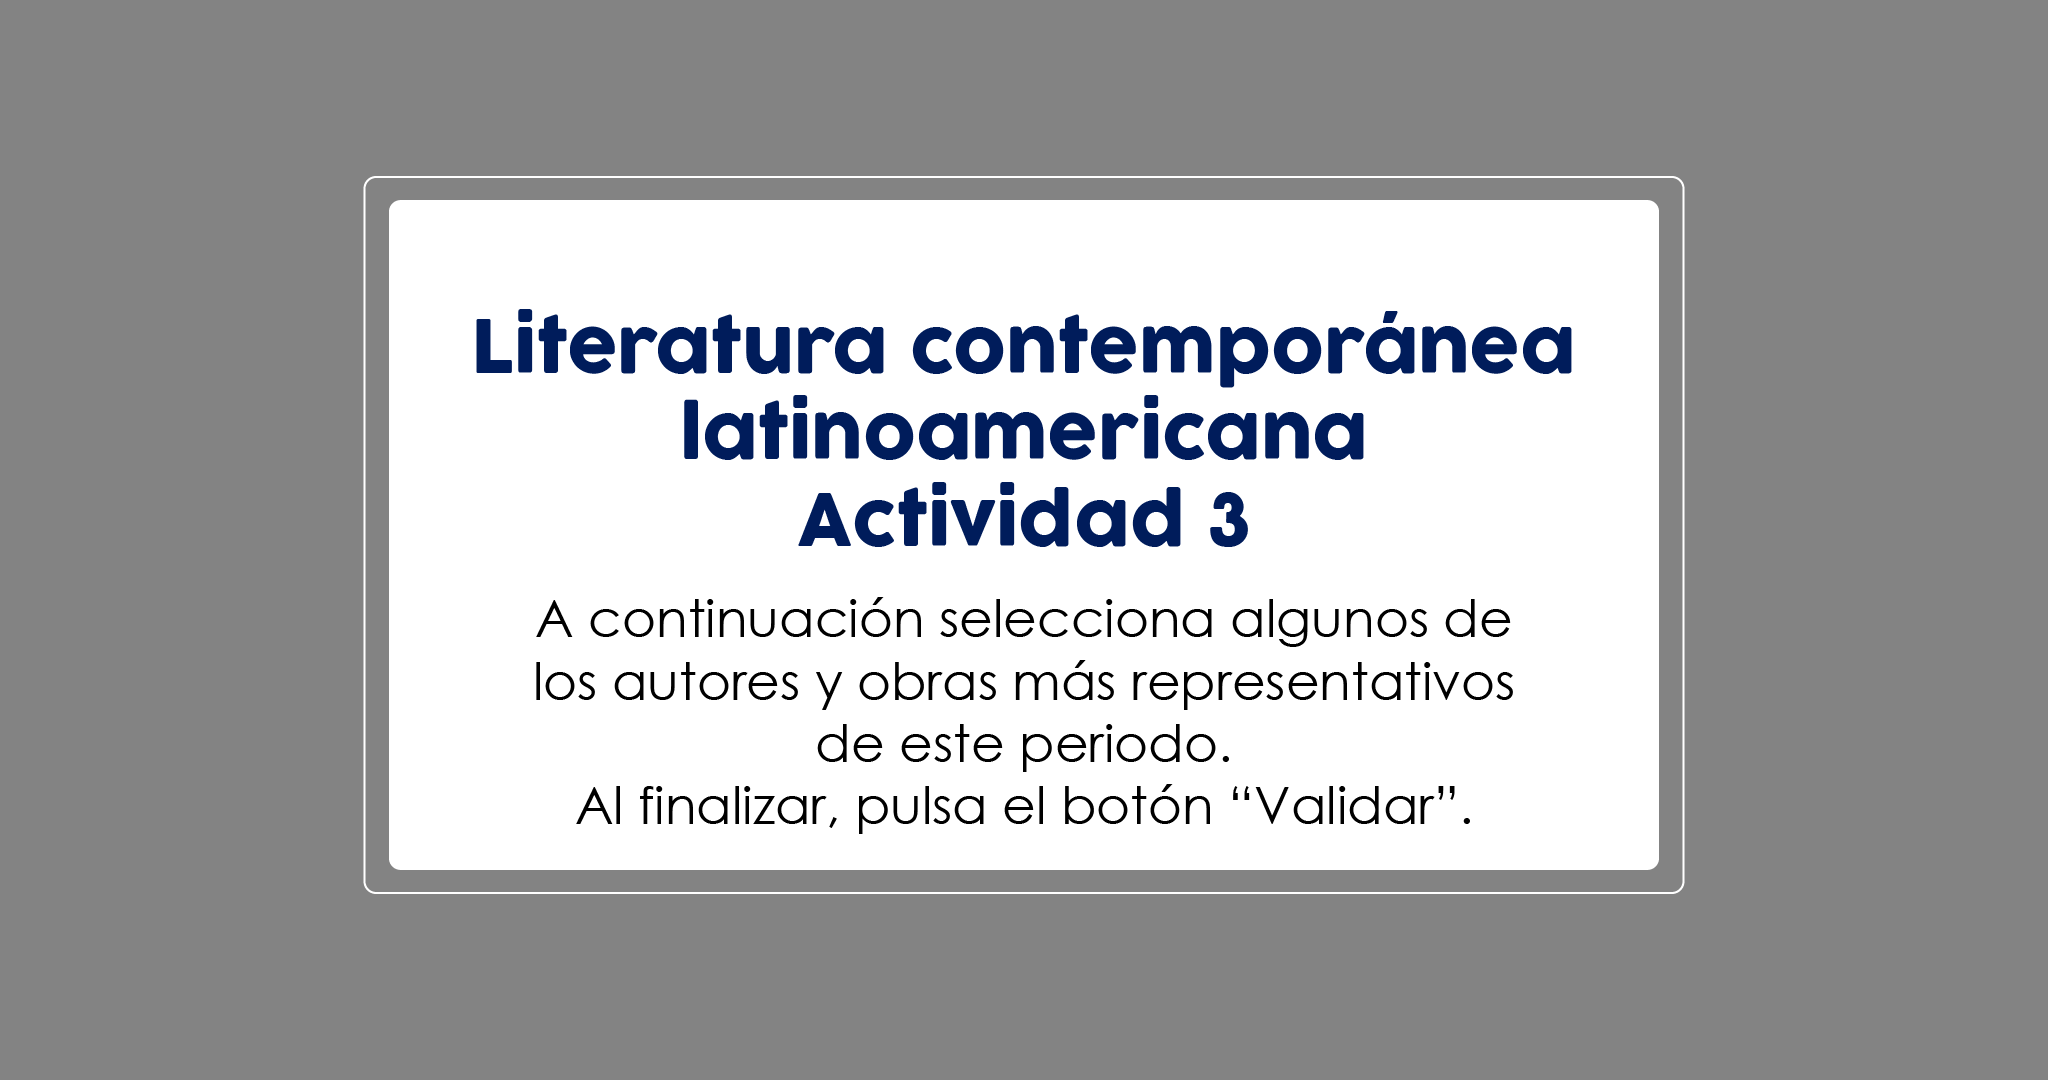 Literatura contemporánea
latinoamericana
Actividad 3
A continuación selecciona algunos de
los autores y obras más representativos
de este periodo.
Al finalizar, pulsa el botón “Validar”.